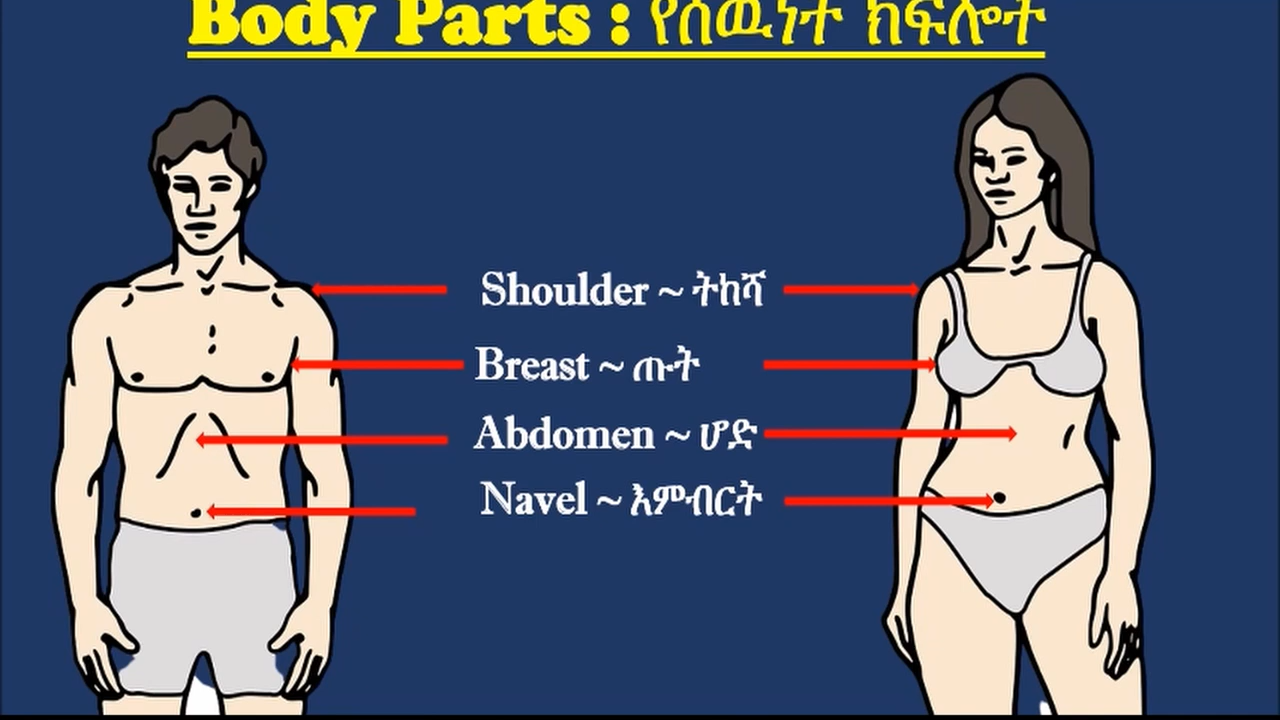 Body Parts : የሰዉነት ክፍሎት
Shoulder ~ ትከሻ
Breast ~ ጡት
Abdomen ~ ሆድ
Navel ~ እምብርት